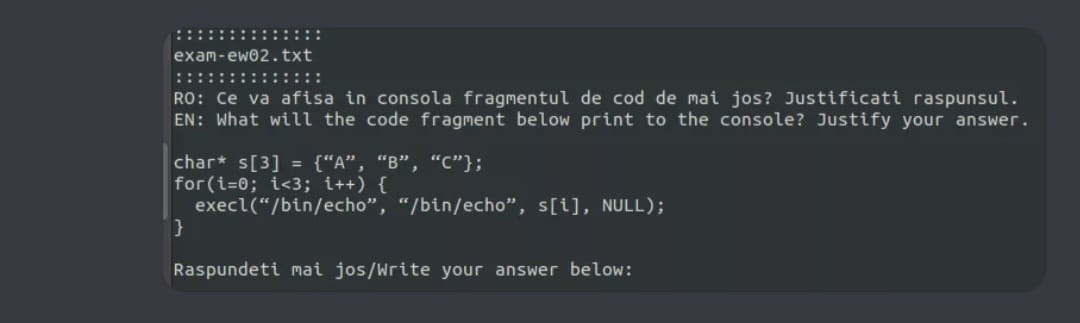 ::::::::::::::
exam-ew02.txt
::::::::::::::
RO: Ce va afisa in consola fragmentul de cod de mai jos? Justificati raspunsul.
EN: What will the code fragment below print to the console? Justify your answer.
char* s[3] = {“A”, “B”, “C”};
for(i=0; i<3; i++) {
  execl(“/bin/echo”, “/bin/echo”, s[i], NULL);
}
Raspundeti mai jos/Write your answer below: